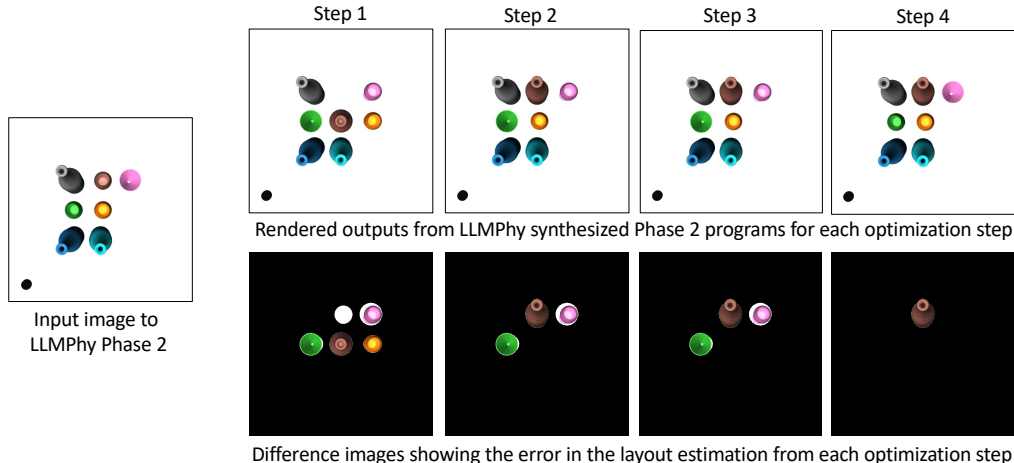 Step 1
Step 2
Step 3
Step 4
Rendered outputs from LLMPhy synthesized Phase 2 programs for each optimization step
Input image to
LLMPhy Phase 2
Difference images showing the error in the layout estimation from each optimization step